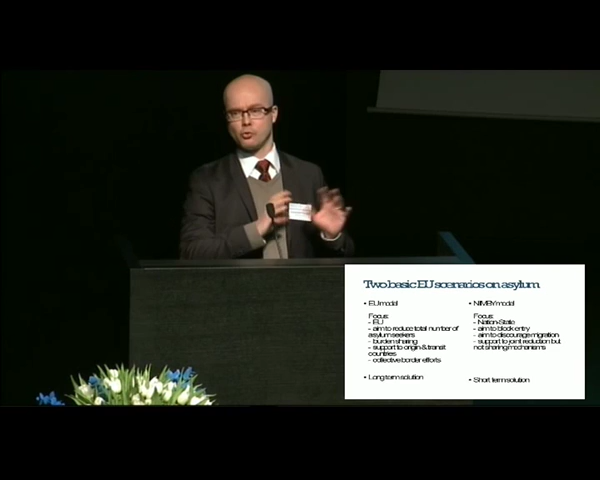 Two basic EU scenarios on asylum
• EU model
Focus:
- EU
- aim to reduce total number of
asylum seekers
- burden sharing
- support to origin & transit
countries
- collective border efforts
• Long term solution
• NIMBY model
Focus:
- Nation-State
- aim to block entry
- aim to discourage migration
- support to joint reduction but
not sharing mechanisms
• Short term solution